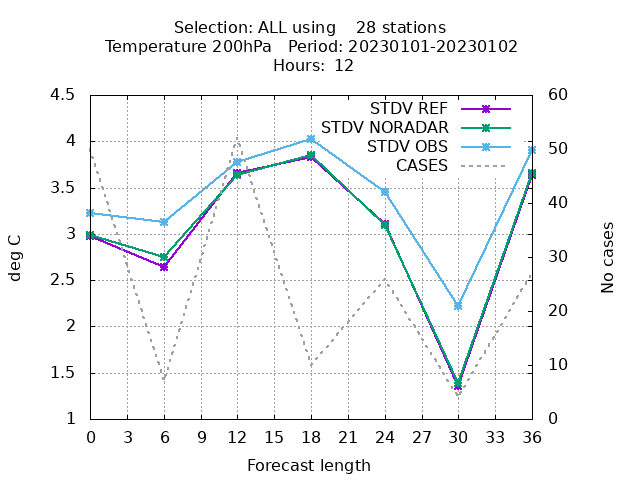 Selection: ALL using    28 stations
Temperature 200hPa   Period: 20230101-20230102
Hours:  12
STDV REF
STDV NORADAR
STDV OBS
CASES
4.5
4
3.5
3
2.5
2
1.5
1
deg C
60
50
40
30
20
10
0
No cases
0 3 6 9 12 15 18 21 24 27 30 33 36
Forecast length